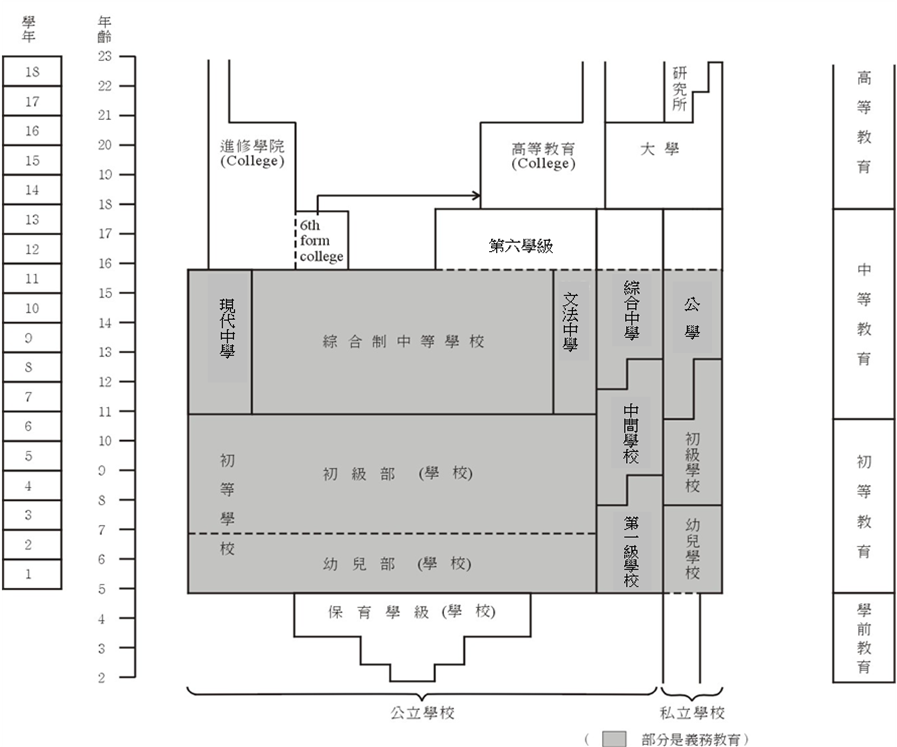 學年
年齡
18
17
16
15
14
13
12
11
10
9
8
7
6
5
4
3
2
1
23
22
21
20
19
18
17
16
15
14
13
12
11
10
9
8
7
6
5
4
3
2
研究所
進修學院
(College)
高等教育
(College)
大 學
6th
form
college
第六學級
現代中學
綜 合 制 中 等 學 校
文法中學
綜合中學
公 學
中間學校
初級學校
初等學校
初 級 部 (學 校)
幼 兒 部 (學 校)
第一級學校
幼兒學校
保 育 學 級 (學 校)
高等教育
中等教育
初等教育
學前教育
公立學校
私立學校
( 部分是義務教育 )